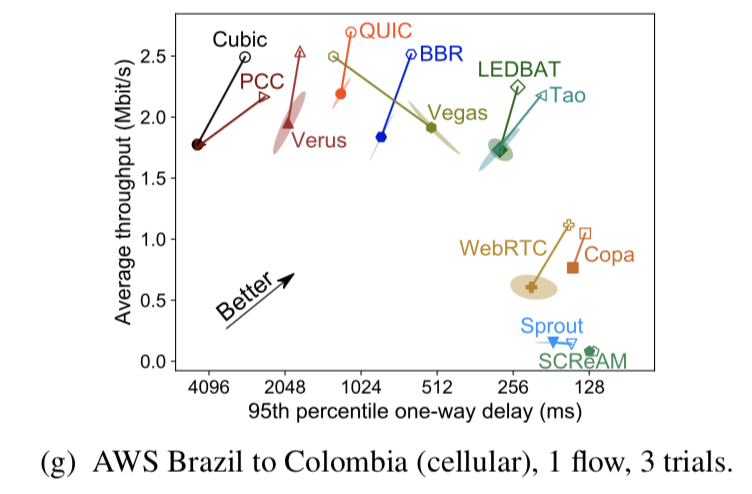 Average throughput (Mbit/s)
2.5
2.0
1.5
1.0
0.5
0.0
Cubic
PCC
Verus
QUIC
BBR
Vegas
LEDBAT
Tao
WebRTC
Copa
Sprout
SCReAM
Better
4096 2048 1024 512 256 128
95th percentile one-way delay (ms)
(g) AWS Brazil to Colombia (cellular), 1 flow, 3 trials.